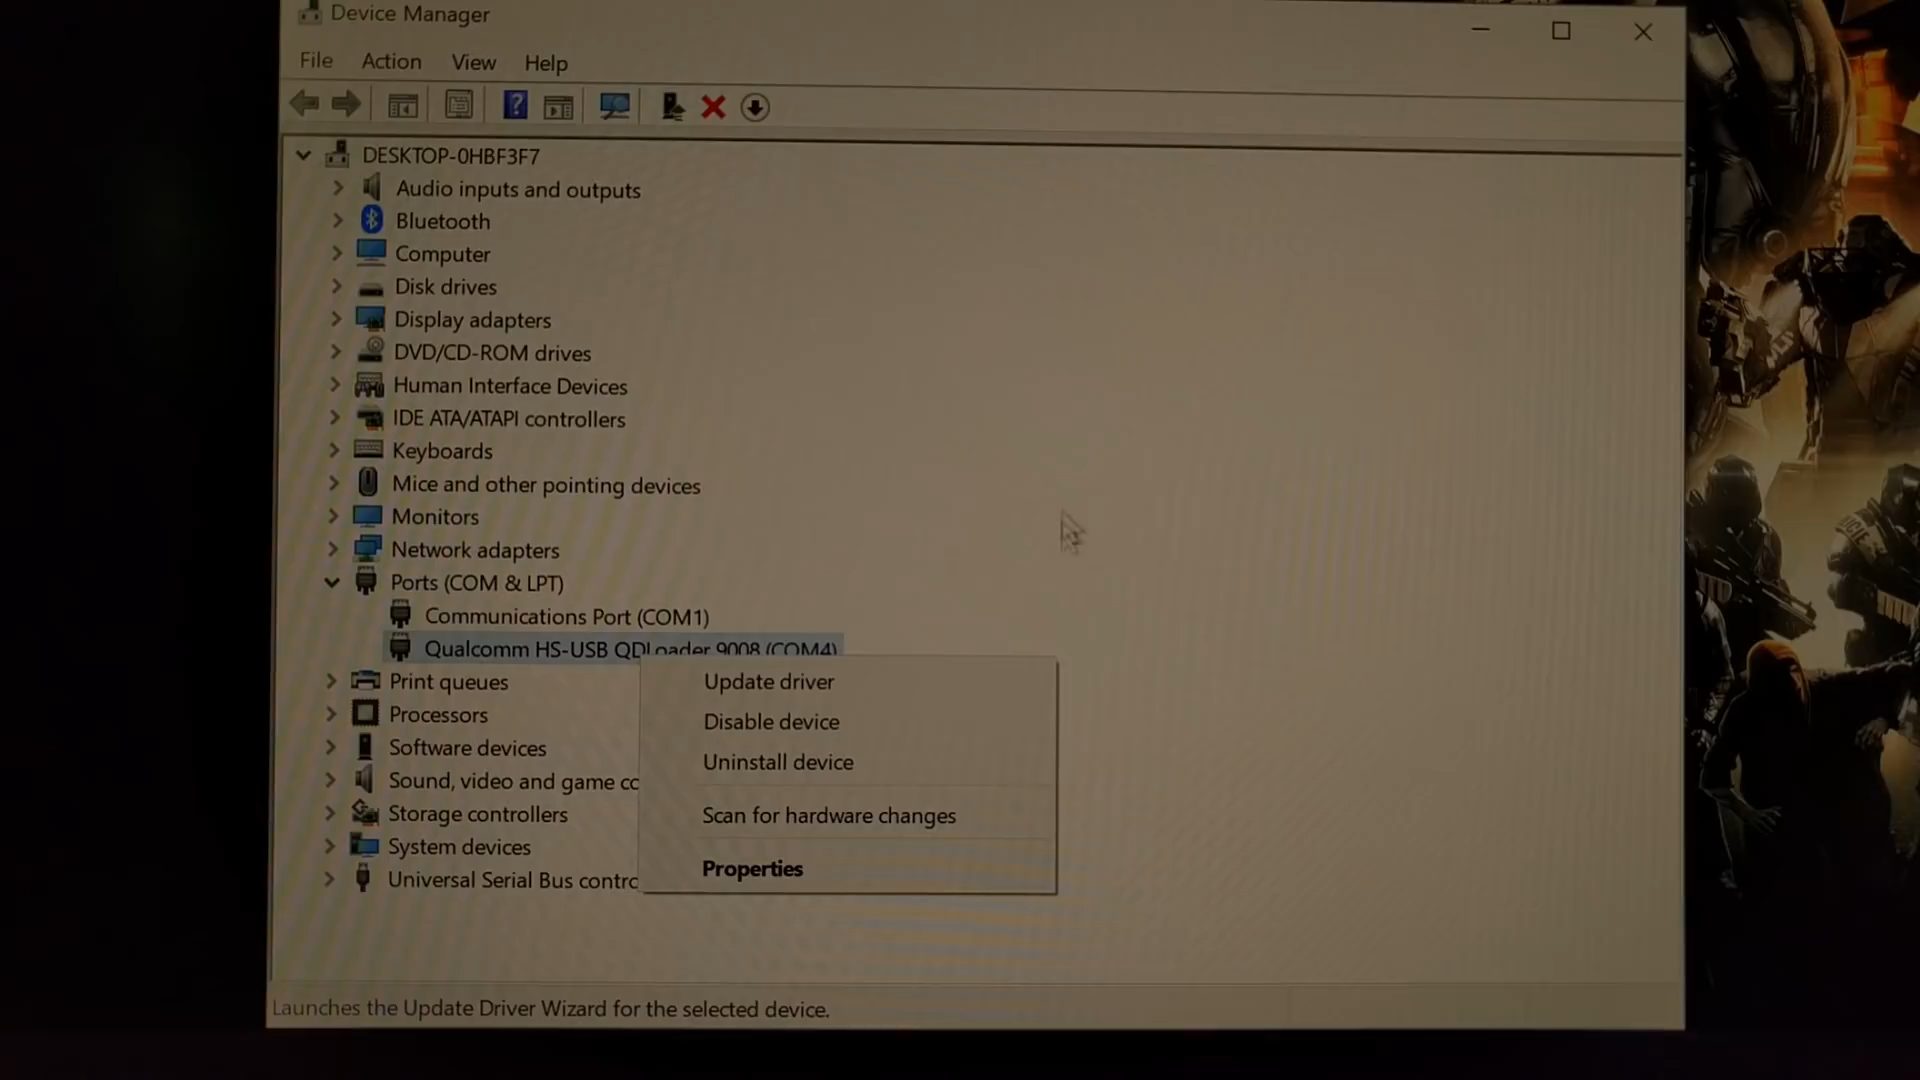 Device Manager
File Action View Help
DESKTOP-0HBF3F7
Audio inputs and outputs
Bluetooth
Computer
Disk drives
Display adapters
DVD/CD-ROM drives
Human Interface Devices
IDE ATA/ATAPI controllers
Keyboards
Mice and other pointing devices
Monitors
Network adapters
Ports (COM & LPT)
Communications Port (COM1)
Qualcomm HS-USB QDLoader 9008 (COM4)
Print queues
Processors
Software devices
Sound, video and game co
Storage controllers
System devices
Universal Serial Bus contro
Update driver
Disable device
Uninstall device
Scan for hardware changes
Properties
Launches the Update Driver Wizard for the selected device.